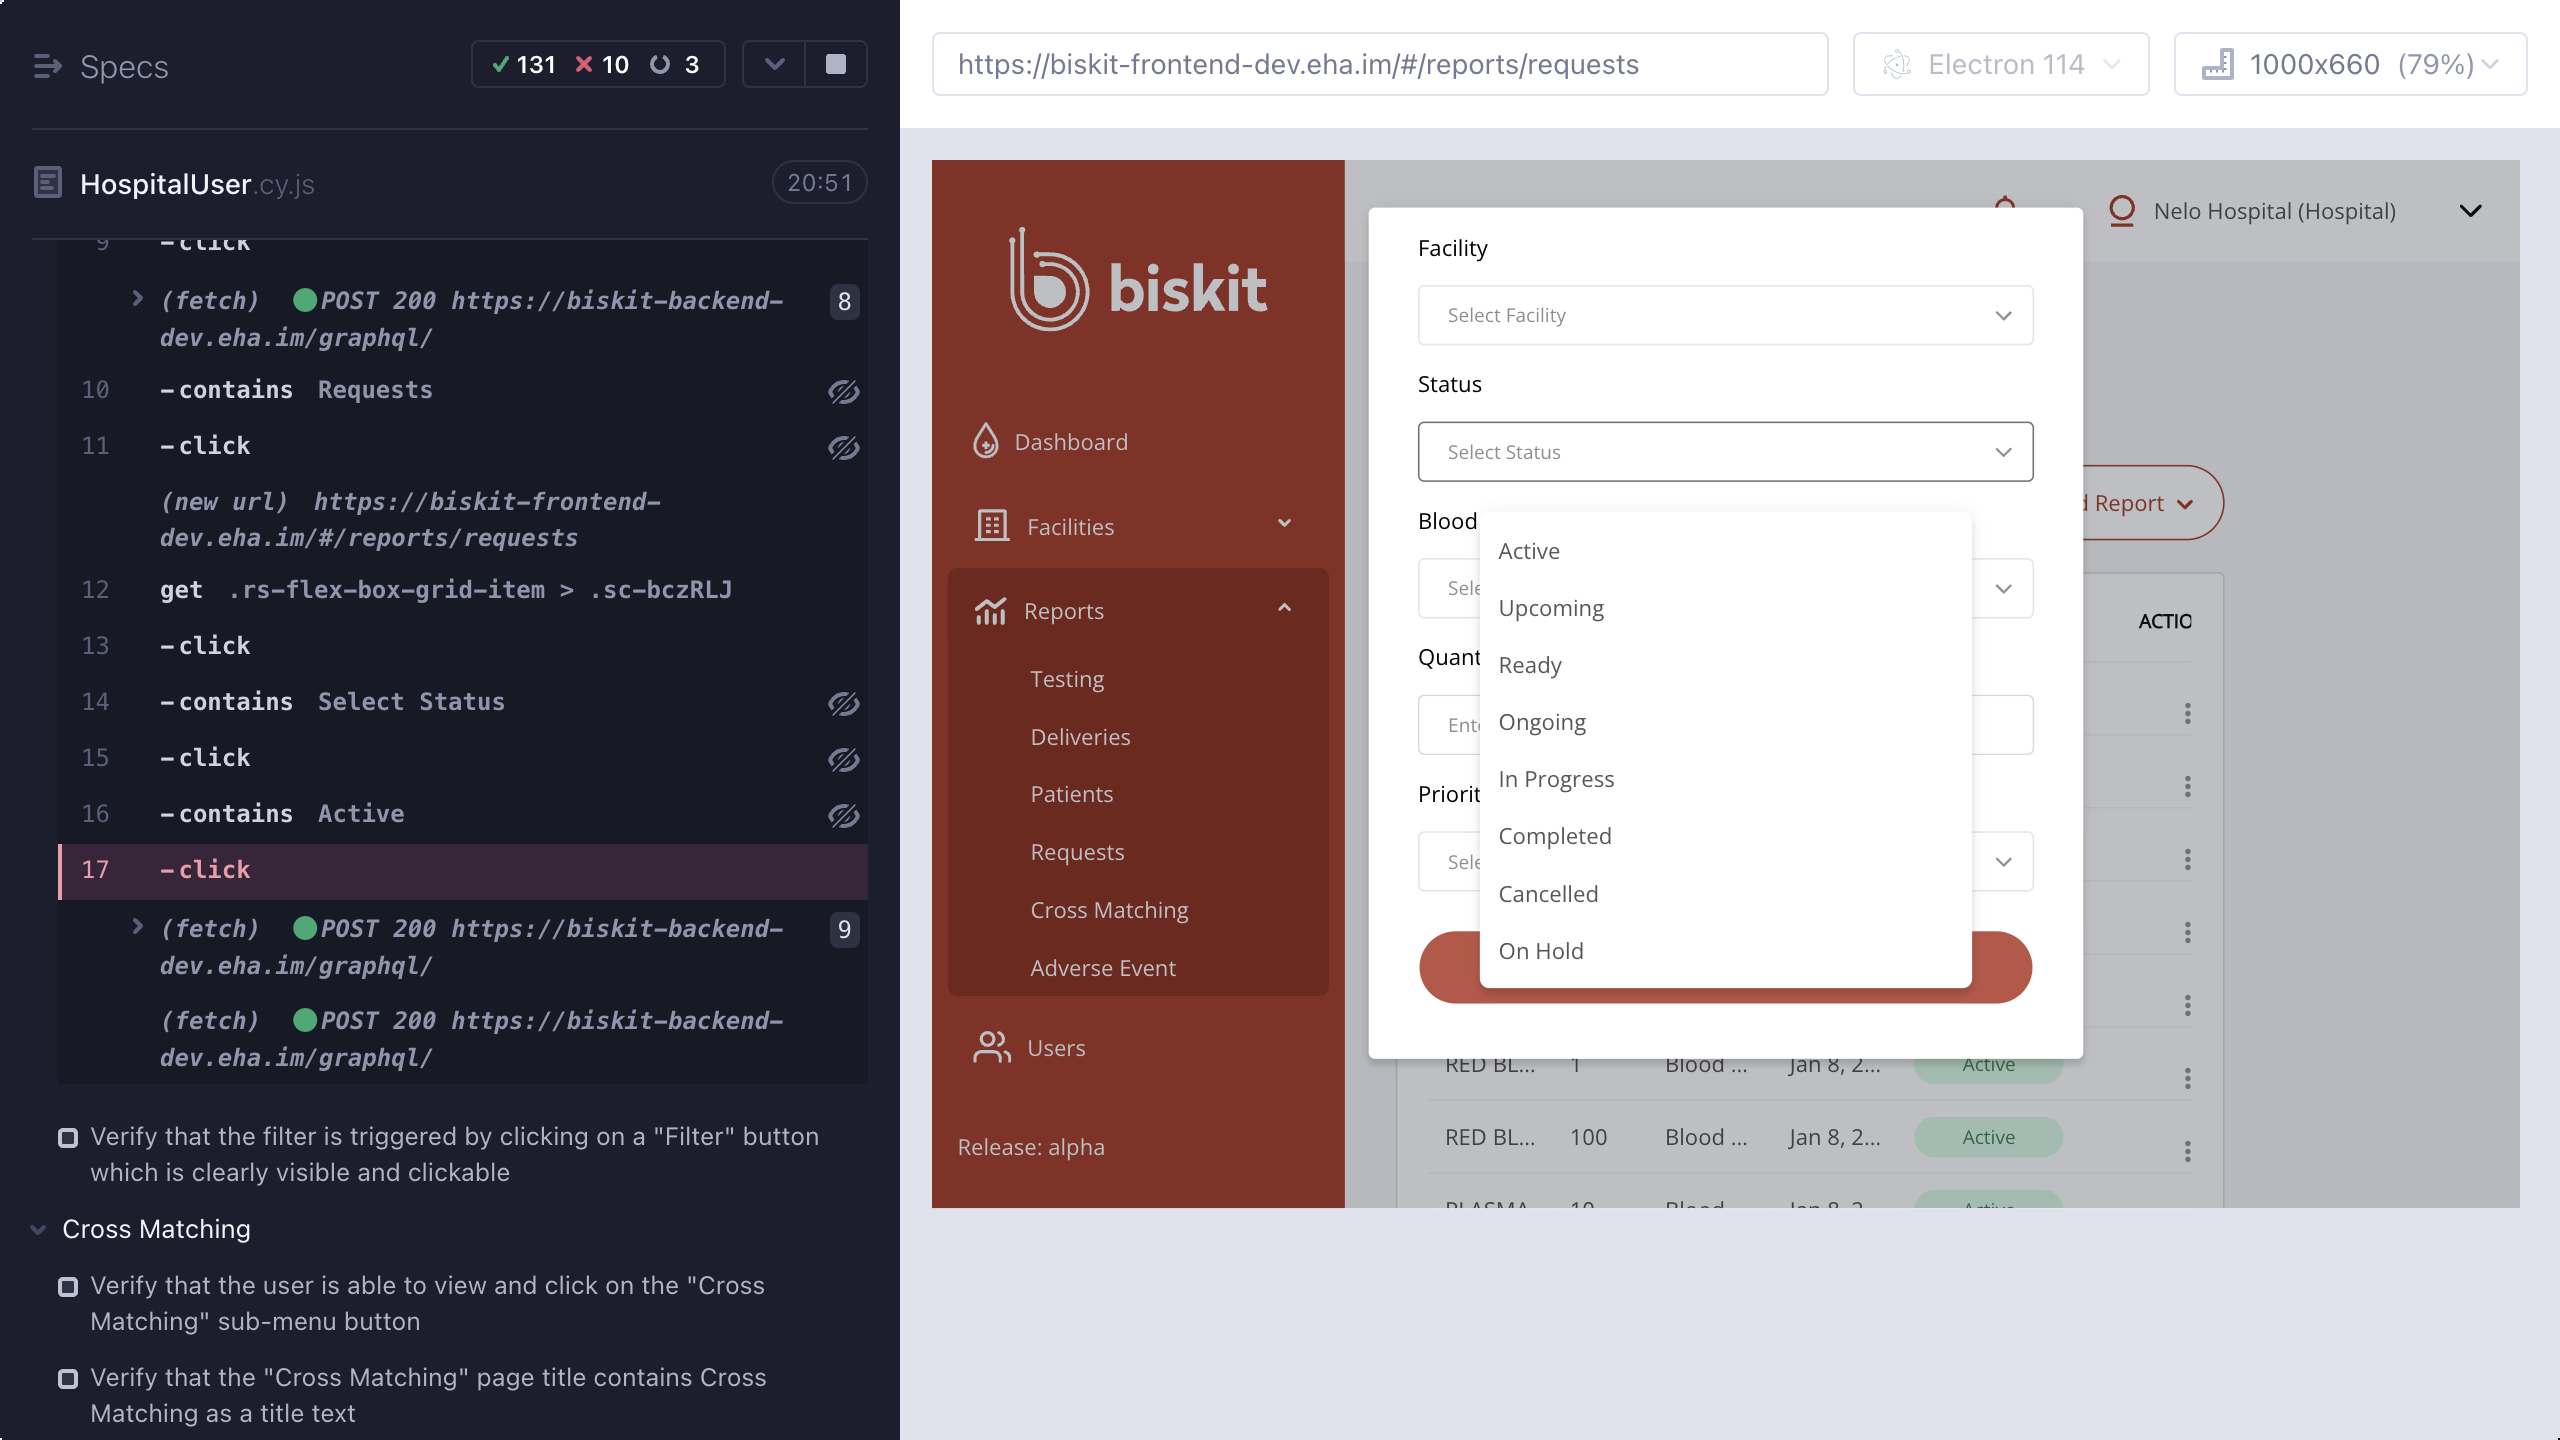 Specs
131
10
3
HospitalUser.cy.js
20:51
9 -click
(fetch) POST 200 https://biskit-backend-
dev.eha.im/graphql/
8
10 -contains Requests
11 -click
(new url) https://biskit-frontend-
dev.eha.im/#/reports/requests
12 get .rs-flex-box-grid-item > .sc-bczRLJ
13 -click
14 -contains Select Status
15 -click
16 -contains Active
17 -click
(fetch) POST 200 https://biskit-backend-
dev.eha.im/graphql/
9
(fetch) POST 200 https://biskit-backend-
dev.eha.im/graphql/
Verify that the filter is triggered by clicking on a "Filter" button
which is clearly visible and clickable
Cross Matching
Verify that the user is able to view and click on the "Cross
Matching" sub-menu button
Verify that the "Cross Matching" page title contains Cross
Matching as a title text
https://biskit-frontend-dev.eha.im/#/reports/requests
Electron 114
1000x660 (79%)
biskit
Dashboard
Facilities
Reports
Testing
Deliveries
Patients
Requests
Cross Matching
Adverse Event
Users
Release: alpha
Nelo Hospital (Hospital)
Facility
Select Facility
Status
Select Status
Blood
Sele
Quant
Ente
Priorit
Sele
Active
Upcoming
Ready
Ongoing
In Progress
Completed
Cancelled
On Hold
d Report
ACTIO
RED BL... 1 Blood ... Jan 8, 2... Active
RED BL... 100 Blood ... Jan 8, 2... Active
PLASMA 10 Blood Jan 8, 2 Active